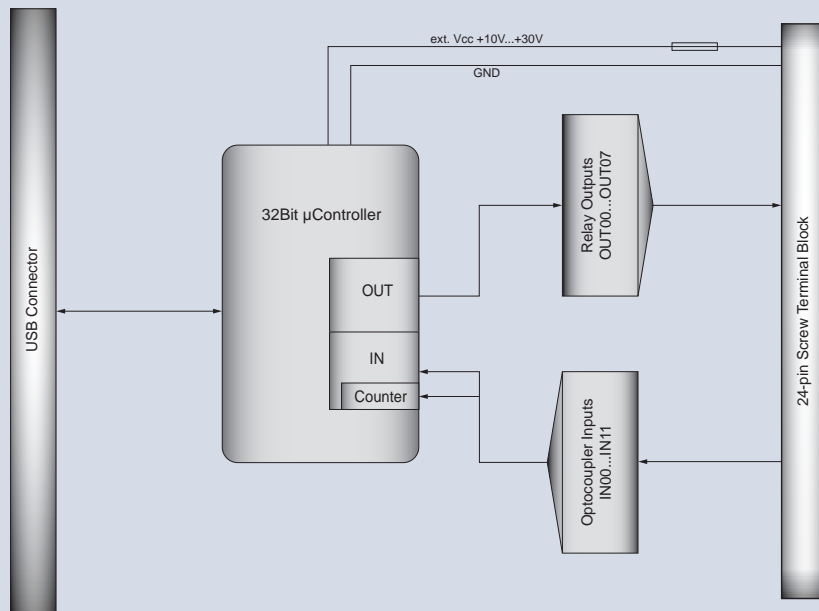 ext. Vcc +10V...+30V
GND
USB Connector
32Bit µController
OUT
IN
Counter
Relay Outputs
OUT00...OUT07
Optocoupler Inputs
IN00...IN11
24-pin Screw Terminal Block